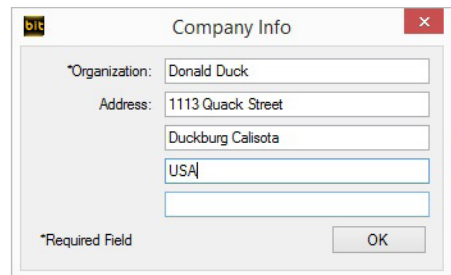 bit Company Info
*Organization: Donald Duck
Address: 1113 Quack Street
Duckburg Calisota
USA
*Required Field OK